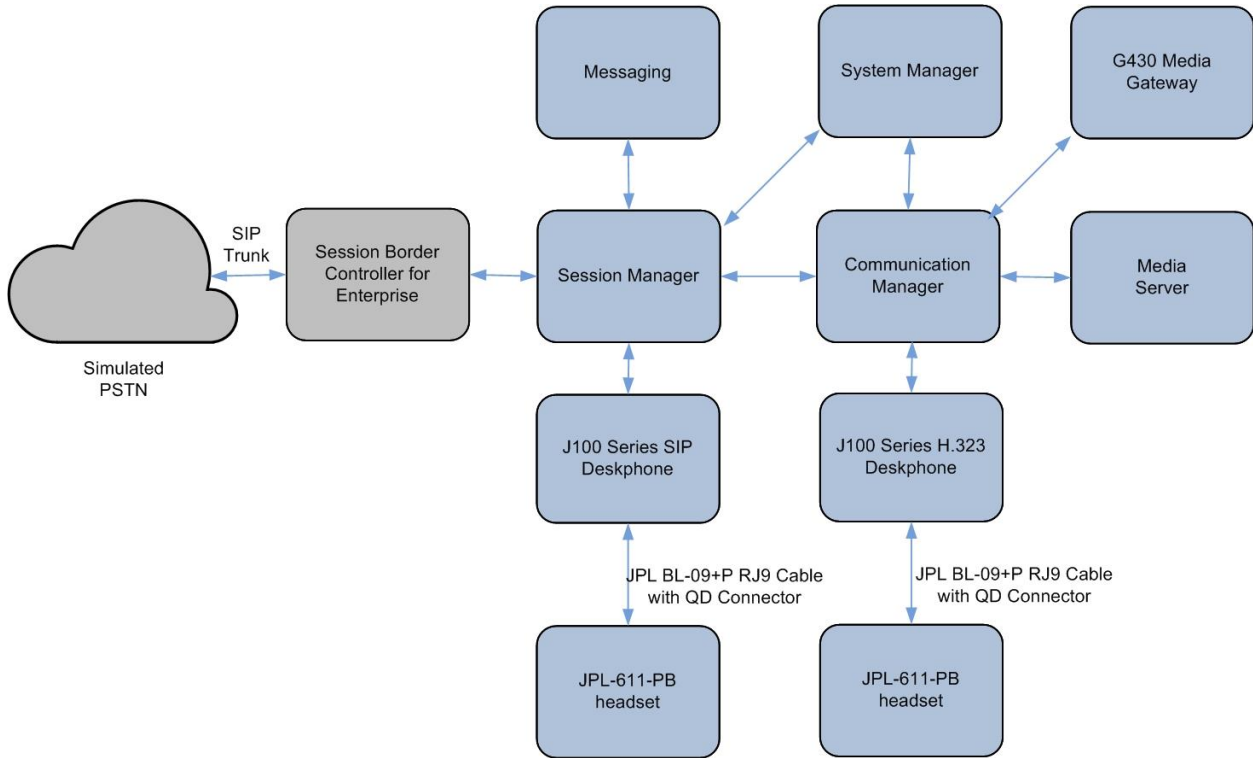 Messaging
System Manager
G430 Media
Gateway
SIP
Trunk
Session Border
Controller for
Enterprise
Session Manager
Communication
Manager
Media
Server
Simulated
PSTN
J100 Series SIP
Deskphone
J100 Series H.323
Deskphone
JPL BL-09+P RJ9 Cable
with QD Connector
JPL BL-09+P RJ9 Cable
with QD Connector
JPL-611-PB
headset
JPL-611-PB
headset